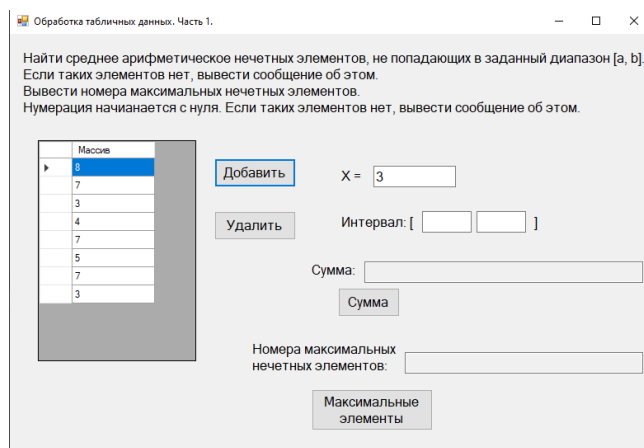 Обработка табличных данных. Часть 1.
Найти среднее арифметическое нечетных элементов, не попадающих в заданный диапазон [a, b].
Если таких элементов нет, вывести сообщение об этом.
Вывести номера максимальных нечетных элементов.
Нумерация начианается с нуля. Если таких элементов нет, вывести сообщение об этом.
Массив
8
7
3
4
7
5
7
3
Добавить
X = 3
Удалить
Интервал: [ ]
Сумма:
Сумма
Номера максимальных
нечетных элементов:
Максимальные
элементы